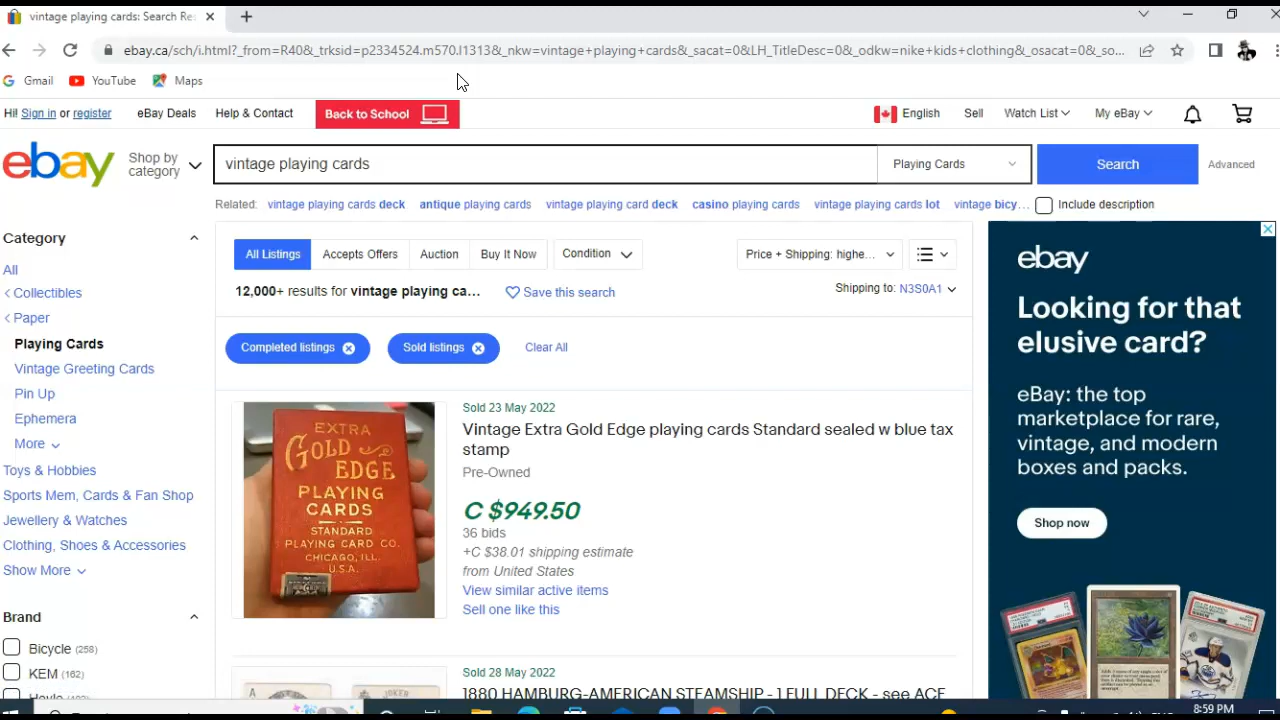 vintage playing cards: Search Re
ebay.ca/sch/i.html?_from=R40&_trksid=p2334524.m570.l1313&_nkw=vintage+playing+cards&_sacat=0&LH_TitleDesc=0&_odkw=nike+kids+clothing&_osacat=0&_so...
Gmail YouTube Maps
Hi! Sign in or register eBay Deals Help & Contact Back to School English Sell Watch List My eBay
ebay Shop by category vintage playing cards Playing Cards Search Advanced
Related: vintage playing cards deck antique playing cards vintage playing card deck casino playing cards vintage playing cards lot vintage bicy... Include description
Category
All
Collectibles
Paper
Playing Cards
Vintage Greeting Cards
Pin Up
Ephemera
More
Toys & Hobbies
Sports Mem, Cards & Fan Shop
Jewellery & Watches
Clothing, Shoes & Accessories
Show More
Brand
Bicycle (258)
KEM (162)
All Listings Accepts Offers Auction Buy It Now Condition Price + Shipping: highe...
12,000+ results for vintage playing ca... Save this search Shipping to: N3S0A1
Completed listings Sold listings Clear All
EXTRA
GOLD
EDGE
PLAYING
CARDS
STANDARD
PLAYING CARD CO.
CHICAGO, ILL.
U.S.A.
Sold 23 May 2022
Vintage Extra Gold Edge playing cards Standard sealed w blue tax
stamp
Pre-Owned
C $949.50
36 bids
+C $38.01 shipping estimate
from United States
View similar active items
Sell one like this
Sold 28 May 2022
1880 HAMBURG-AMERICAN STEAMSHIP - 1 FULL DECK - see ACE
A JOKER
ebay
Looking for that
elusive card?
eBay: the top
marketplace for rare,
vintage, and modern
boxes and packs.
Shop now
8:59 PM